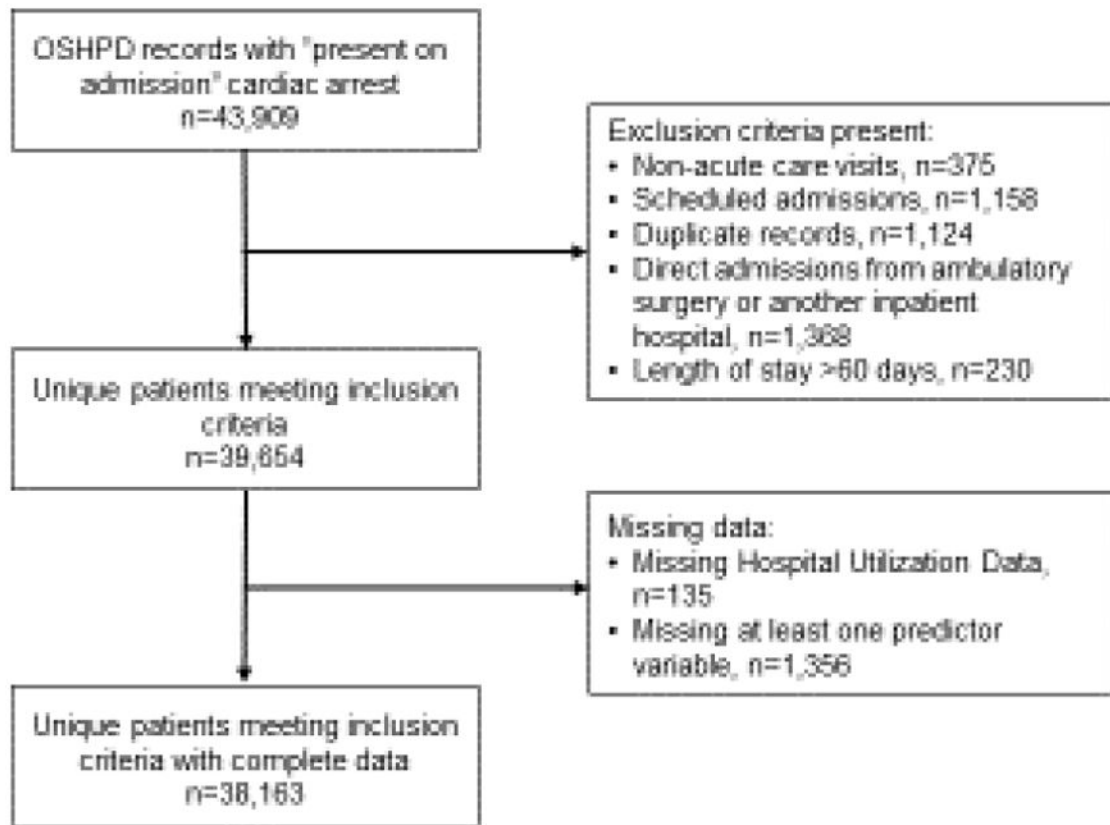 OSHPD records with "present on
admission" cardiac arrest
n=43,909
Exclusion criteria present:
• Non-acute care visits, n=375
• Scheduled admissions, n=1,158
• Duplicate records, n=1,124
• Direct admissions from ambulatory
surgery or another inpatient
hospital, n=1,368
• Length of stay >60 days, n=230
Unique patients meeting inclusion
criteria
n=39,654
Missing data:
• Missing Hospital Utilization Data,
n=135
• Missing at least one predictor
variable, n=1,356
Unique patients meeting inclusion
criteria with complete data
n=38,163